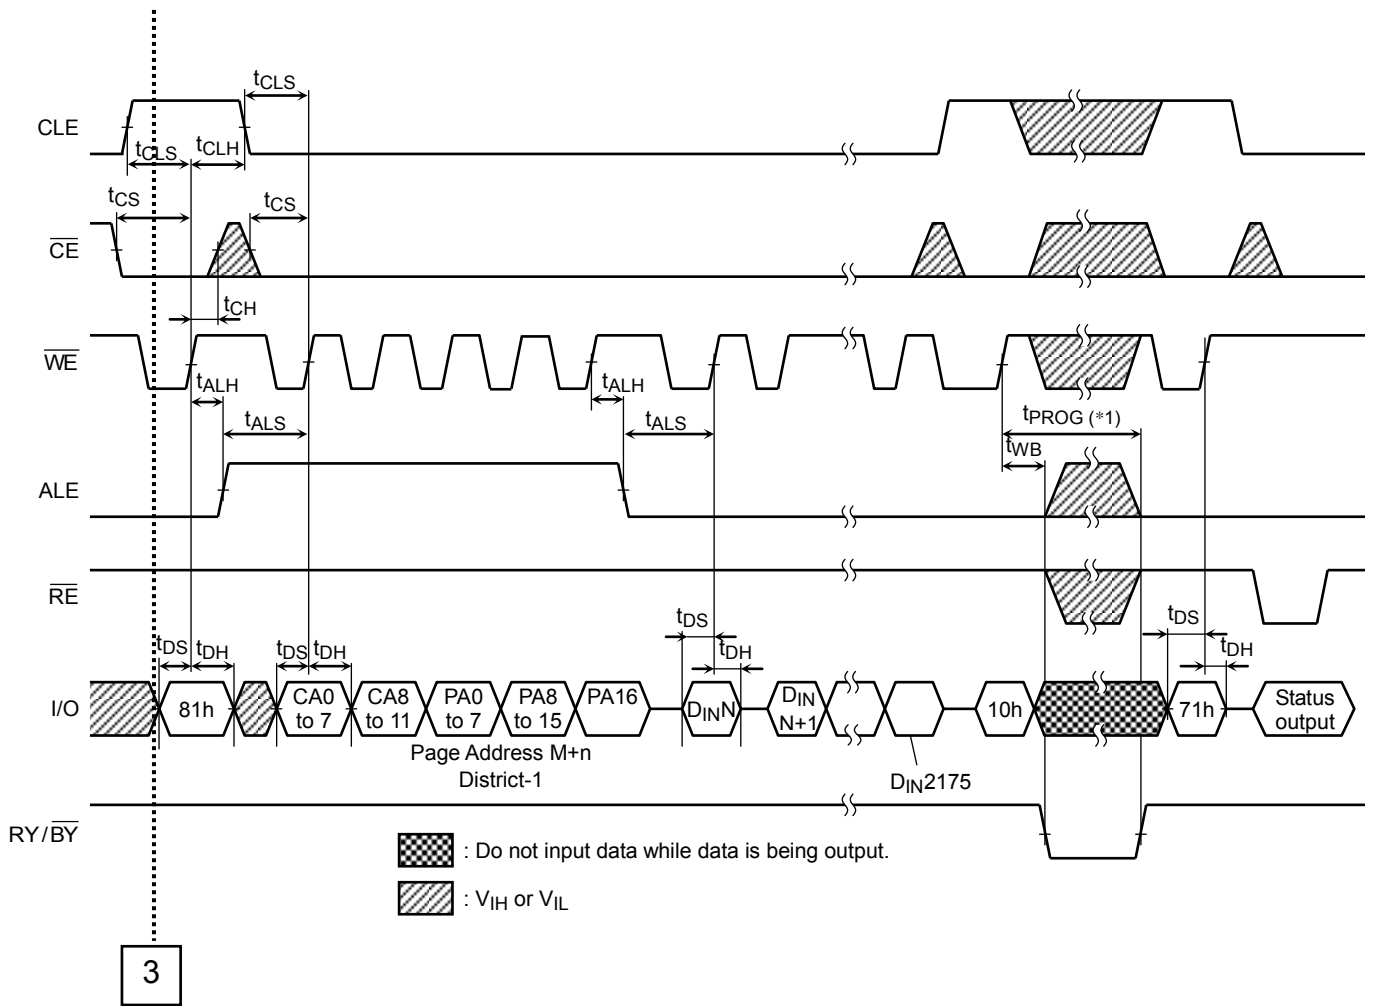 tCLS
CLE
tCLS tCLH
tCS tCS
CE
tCH
WE
tALH tALH
tALS tALS tPROG (*1)
tWB
ALE
RE
tDS tDH tDS tDH tDS tDH tDS tDH
I/O 81h CA0 to 7 CA8 to 11 PA0 to 7 PA8 to 15 PA16 DINN DIN N+1 10h 71h Status output
Page Address M+n
District-1
DIN2175
RY/BY
: Do not input data while data is being output.
: VIH or VIL
3